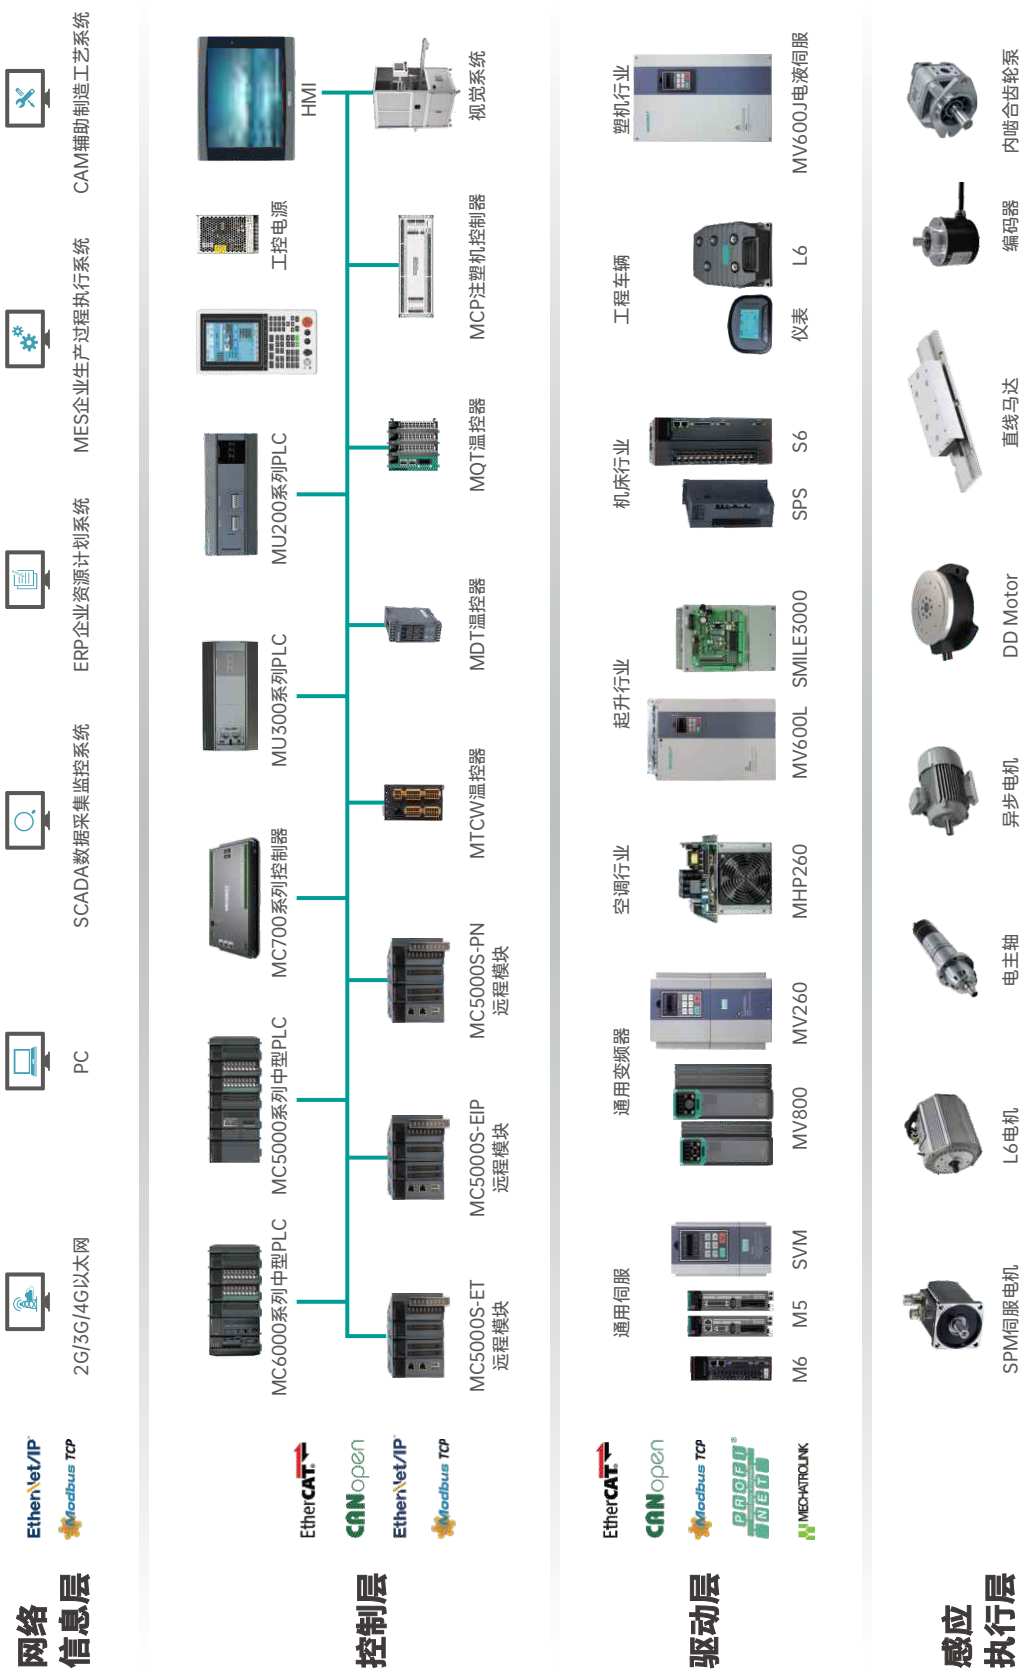 网络
信息层
EtherNet/IP
Modbus TCP
2G/3G/4G以太网
PC
SCADA数据采集监控系统
ERP企业资源计划系统
MES企业生产过程执行系统
CAM辅助制造工艺系统
控制层
EtherCAT
CANopen
EtherNet/IP
Modbus TCP
MC6000系列中型PLC
MC5000系列中型PLC
MC700系列控制器
MU300系列PLC
MU200系列PLC
工控电源
HMI
MC5000S-ET
远程模块
MC5000S-EIP
远程模块
MC5000S-PN
远程模块
MTCW温控器
MDT温控器
MQT温控器
MCP注塑机控制器
视觉系统
驱动层
EtherCAT
CANopen
Modbus TCP
PROFI
NET
MECHATROLINK
通用伺服
M6
M5
SVM
通用变频器
MV800
MV260
空调行业
MHP260
起升行业
MV600L
SMILE3000
机床行业
SPS
S6
工程车辆
仪表
L6
塑机行业
MV600J电液伺服
感应
执行层
SPM伺服电机
L6电机
电主轴
异步电机
DD Motor
直线马达
编码器
内啮合齿轮泵